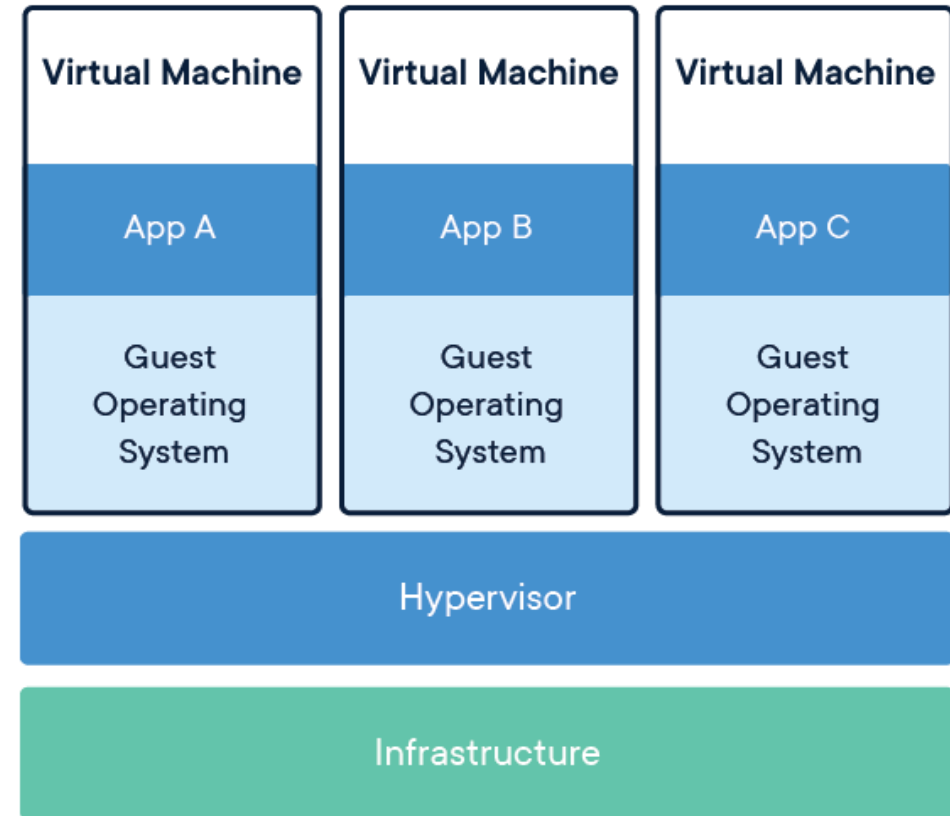 Virtual Machine
Virtual Machine
Virtual Machine
App A
App B
App C
Guest
Operating
System
Guest
Operating
System
Guest
Operating
System
Hypervisor
Infrastructure